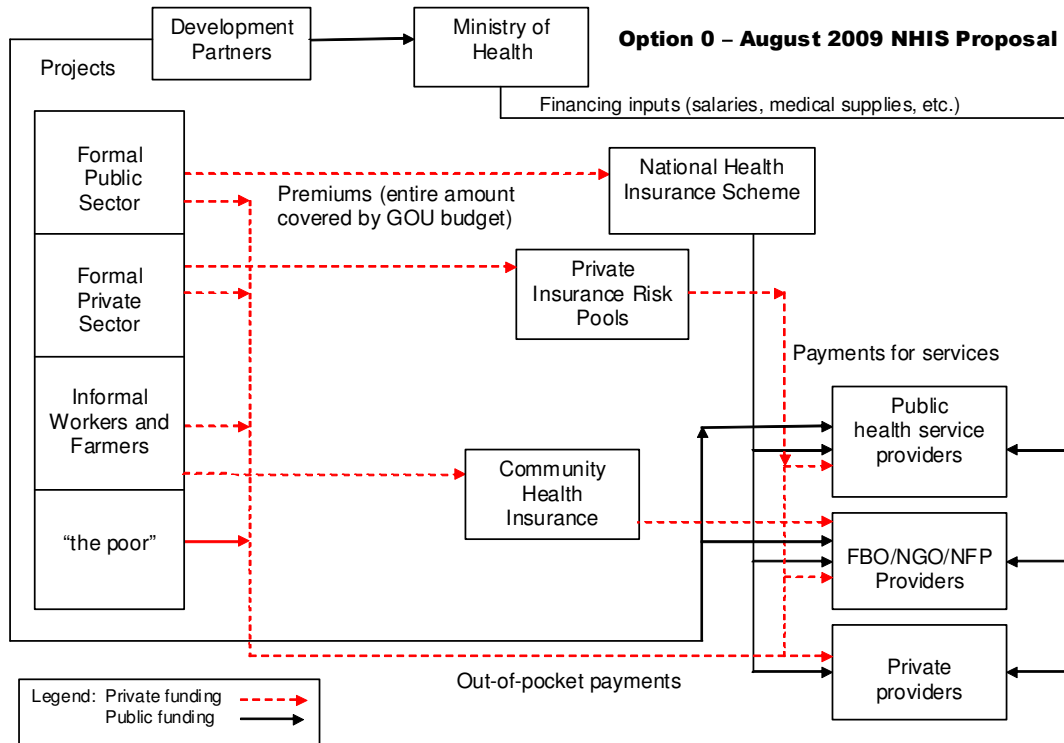 Development
Partners
Ministry of
Health
Option 0 – August 2009 NHIS Proposal
Projects
Financing inputs (salaries, medical supplies, etc.)
Formal
Public
Sector
National Health
Insurance Scheme
Premiums (entire amount
covered by GOU budget)
Formal
Private
Sector
Private
Insurance Risk
Pools
Payments for services
Informal
Workers and
Farmers
Public
health service
providers
Community
Health
Insurance
“the poor”
FBO/NGO/NFP
Providers
Out-of-pocket payments
Private
providers
Legend: Private funding
Public funding